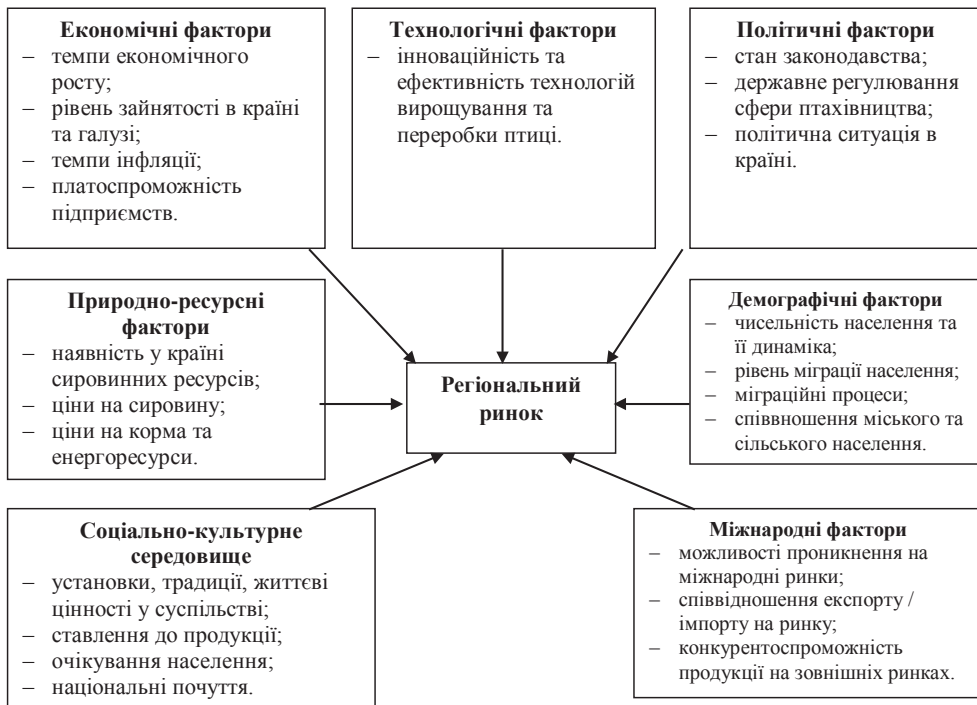 Економічні фактори
– темпи економічного
росту;
– рівень зайнятості в країні
та галузі;
– темпи інфляції;
– платоспроможність
підприємств.
Технологічні фактори
– інноваційність та
ефективність технологій
вирощування та
переробки птиці.
Політичні фактори
– стан законодавства;
– державне регулювання
сфери птахівництва;
– політична ситуація в
країні.
Природно-ресурсні
фактори
– наявність у країні
сировинних ресурсів;
– ціни на сировину;
– ціни на корма та
енергоресурси.
Регіональний
ринок
Демографічні фактори
– чисельність населення та
її динаміка;
– рівень міграції населення;
– міграційні процеси;
– співвношення міського та
сільського населення.
Соціально-культурне
середовище
– установки, традиції, життєві
цінності у суспільстві;
– ставлення до продукції;
– очікування населення;
– національні почуття.
Міжнародні фактори
– можливості проникнення на
міжнародні ринки;
– співвідношення експорту /
імпорту на ринку;
– конкурентоспроможність
продукції на зовнішніх ринках.